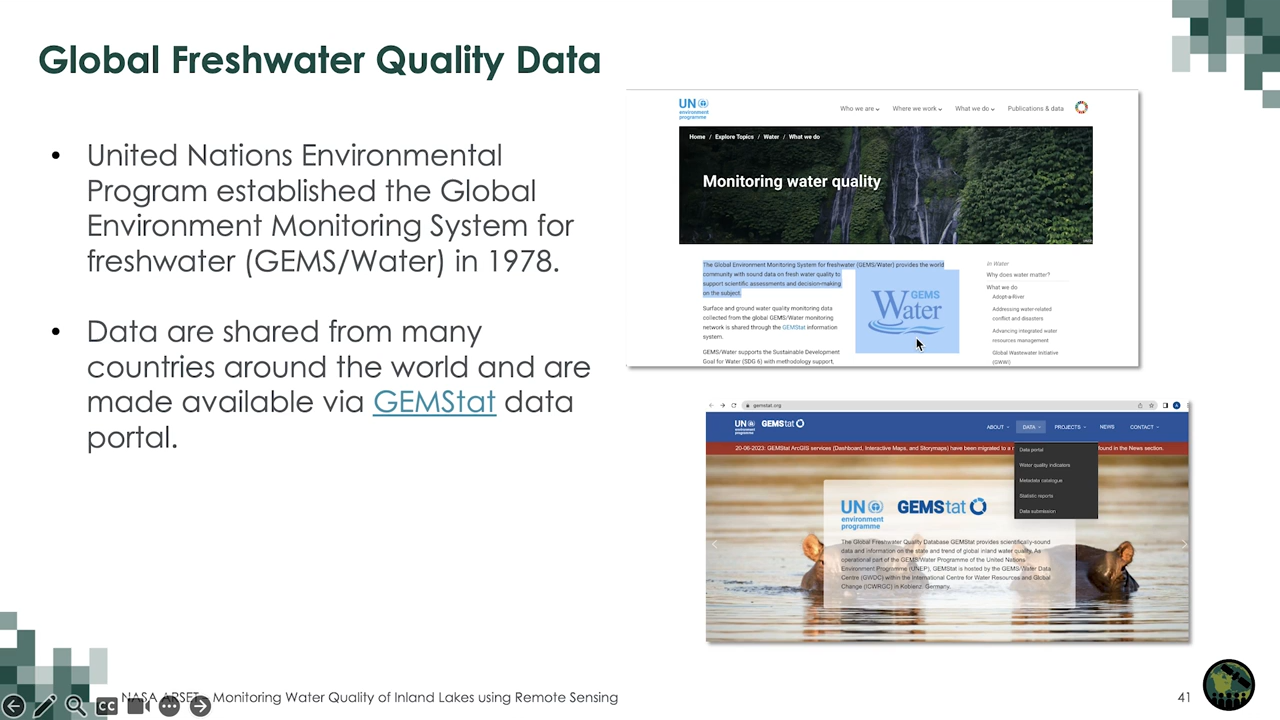 Global Freshwater Quality Data
• United Nations Environmental
Program established the Global
Environment Monitoring System for
freshwater (GEMS/Water) in 1978.
• Data are shared from many
countries around the world and are
made available via GEMStat data
portal.
UN
environment
programme
Who we are
Where we work
What we do
Publications & data
Home / Explore Topics / Water / What we do
Monitoring water quality
The Global Environment Monitoring System for freshwater (GEMS/Water) provides the world
community with sound data on fresh water quality to
support scientific assessments and decision-making
on the subject.
Surface and ground water quality monitoring data
collected from the global GEMS/Water monitoring
network is shared through the GEMStat information
system.
GEMS/Water supports the Sustainable Development
Goal for Water (SDG 6) with methodology support,
GEMS
Water
in Water
Why does water matter?
What we do
Adopt-a-River
Addressing water-related
conflict and disasters
Advancing integrated water
resources management
Global Wastewater Initiative
(GWWI)
gemstat.org
UN
environment
programme
GEMStat
ABOUT
DATA
PROJECTS
NEWS
CONTACT
20-06-2023: GEMStat ArcGIS services (Dashboard, Interactive Maps, and Storymaps) have been migrated to a
found in the News section.
Data portal
Water quality indicators
Metadata catalogue
Statistic reports
Data submission
UN
environment
programme
GEMStat
The Global Freshwater Quality Database GEMStat provides scientifically-sound
data and information on the state and trend of global inland water quality. As
operational part of the GEMS/Water Programme of the United Nations
Environment Programme (UNEP), GEMStat is hosted by the GEMS/Water Data
Centre (GWDC) within the International Centre for Water Resources and Global
Change (ICWRGC) in Koblenz, Germany.
NASA ARSET – Monitoring Water Quality of Inland Lakes using Remote Sensing
41
CC